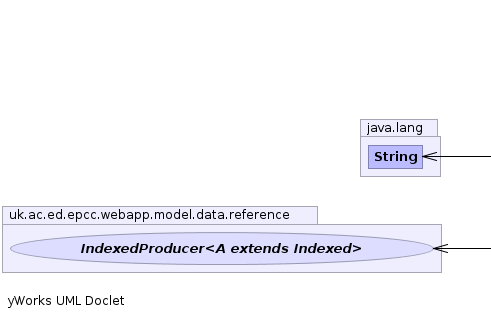 java.lang
String
uk.ac.ed.epcc.webapp.model.data.reference
IndexedProducer<A extends Indexed>
yWorks UML Doclet